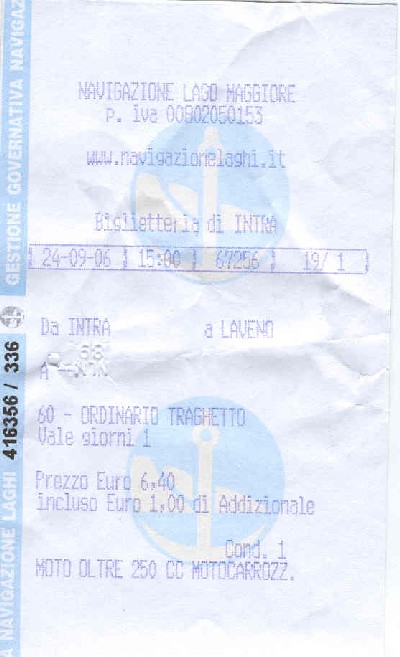 NAVIGAZIONE LAGO MAGGIORE
P. iva 00802050153
www.navigazionelaghi.it
Biglietteria di INTRA
24-09-06 | 15:00 | 67256 | 19/ 1
Da INTRA a LAVENO
A
60 - ORDINARIO TRAGHETTO
Vale giorni 1
Prezzo Euro 6,40
incluso Euro 1,00 di Addizionale
Cond. 1
MOTO OLTRE 250 CC MOTOCARROZZ.
GESTIONE GOVERNATIVA NAVIGAZ
A NAVIGAZIONE LAGHI 416356 / 336